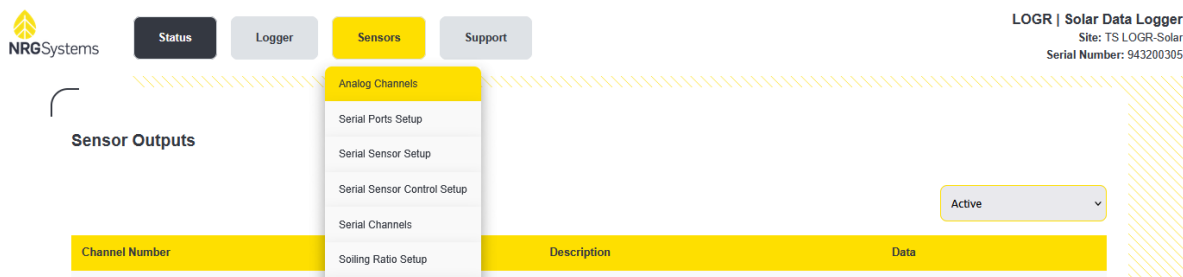 NRGSystems
Status
Logger
Sensors
Support
LOGR | Solar Data Logger
Site: TS LOGR-Solar
Serial Number: 943200305
Analog Channels
Serial Ports Setup
Serial Sensor Setup
Serial Sensor Control Setup
Serial Channels
Soiling Ratio Setup
Sensor Outputs
Active
Channel Number
Description
Data